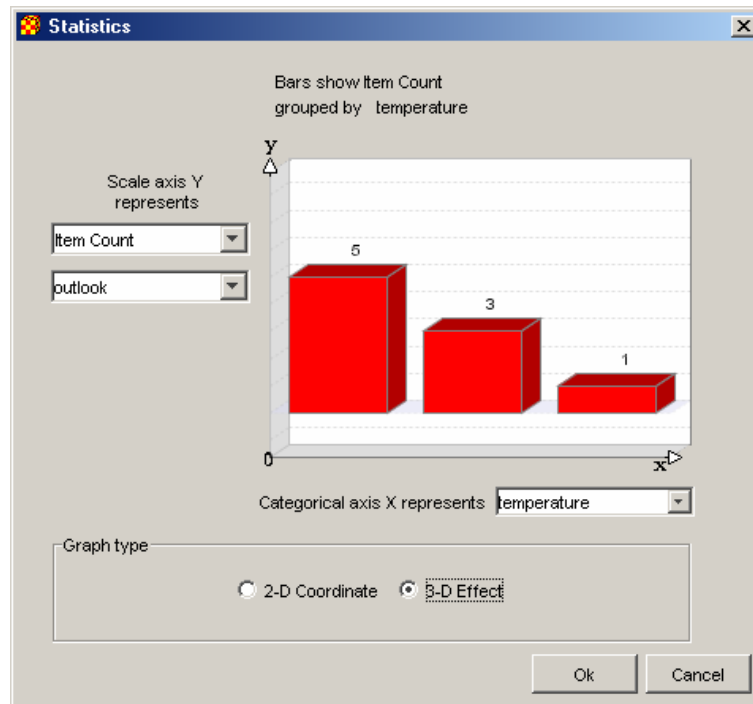 Statistics
Bars show Item Count
grouped by temperature
y
Scale axis Y
represents
Item Count
outlook
5
3
1
0
x
Categorical axis X represents temperature
Graph type
2-D Coordinate 3-D Effect
Ok Cancel